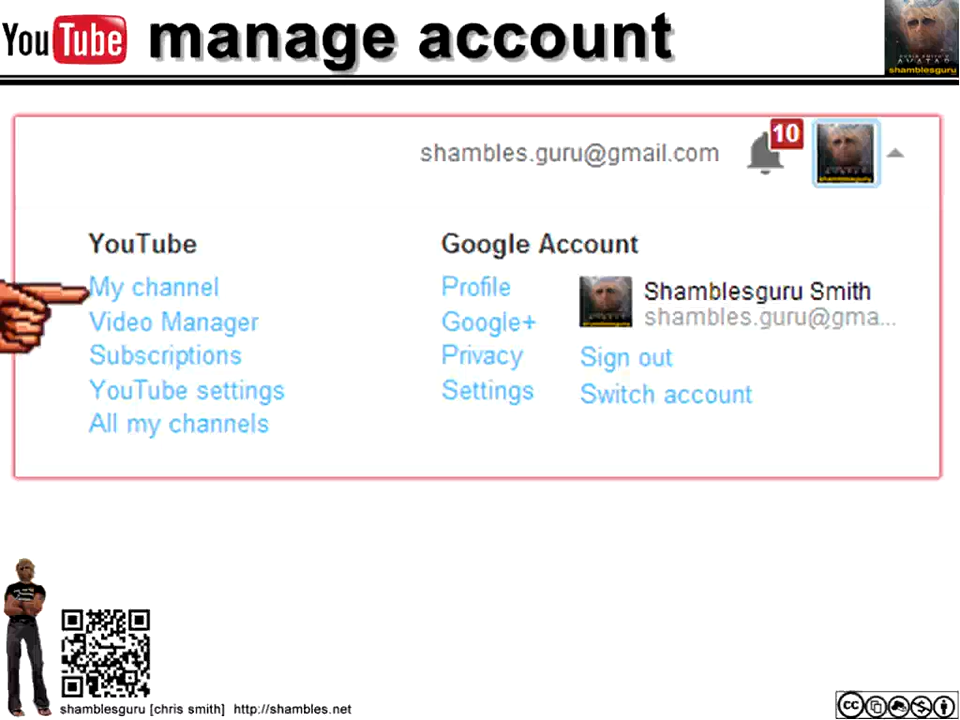 YouTube manage account
shamblesguru
shambles.guru@gmail.com 10
YouTube
My channel
Video Manager
Subscriptions
YouTube settings
All my channels
Google Account
Profile
Google+
Privacy
Settings
Shamblesguru Smith
shambles.guru@gma...
Sign out
Switch account
shamblesguru [chris smith] http://shambles.net
cc